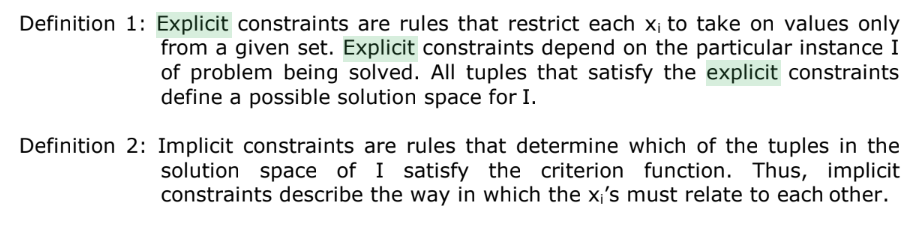 Definition 1: Explicit constraints are rules that restrict each xᵢ to take on values only
from a given set. Explicit constraints depend on the particular instance I
of problem being solved. All tuples that satisfy the explicit constraints
define a possible solution space for I.
Definition 2: Implicit constraints are rules that determine which of the tuples in the
solution space of I satisfy the criterion function. Thus, implicit
constraints describe the way in which the xᵢ's must relate to each other.